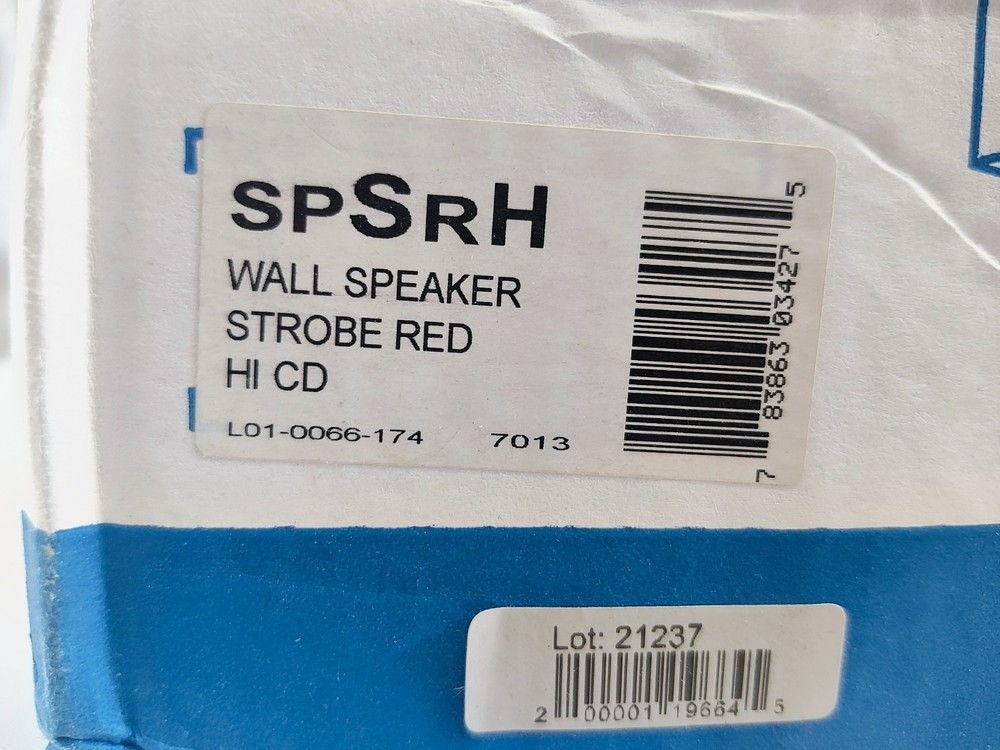 SPSRH
WALL SPEAKER
STROBE RED
HI CD
L01-0066-174 7013
7 83863 03427 5
Lot: 21237
2 00001 19664 5